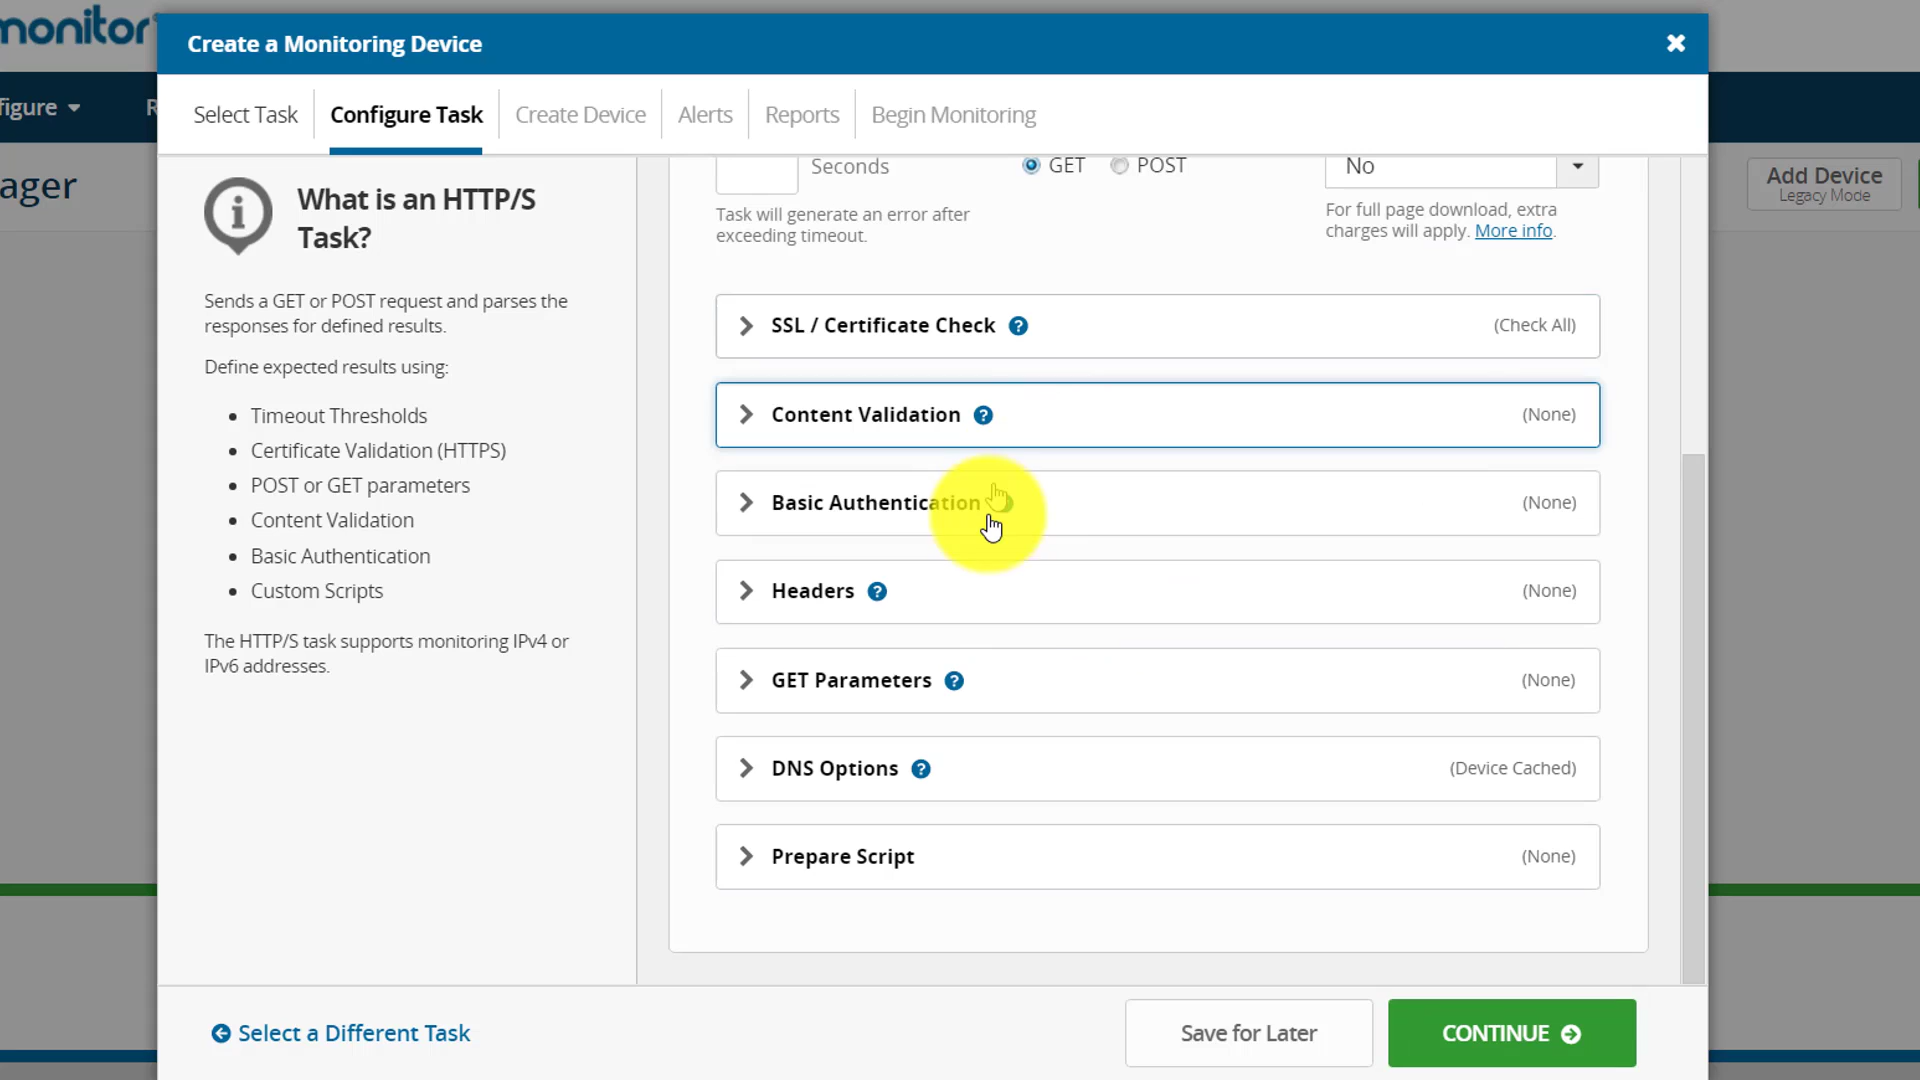 monitor
Create a Monitoring Device
figure
R
Select Task
Configure Task
Create Device
Alerts
Reports
Begin Monitoring
ager
Add Device
Legacy Mode
What is an HTTP/S
Task?
Sends a GET or POST request and parses the
responses for defined results.
Define expected results using:
Timeout Thresholds
Certificate Validation (HTTPS)
POST or GET parameters
Content Validation
Basic Authentication
Custom Scripts
The HTTP/S task supports monitoring IPv4 or
IPv6 addresses.
Seconds
GET
POST
No
Task will generate an error after
exceeding timeout.
For full page download, extra
charges will apply. More info.
SSL / Certificate Check ?
(Check All)
Content Validation ?
(None)
Basic Authentication
(None)
Headers ?
(None)
GET Parameters ?
(None)
DNS Options ?
(Device Cached)
Prepare Script
(None)
Select a Different Task
Save for Later
CONTINUE